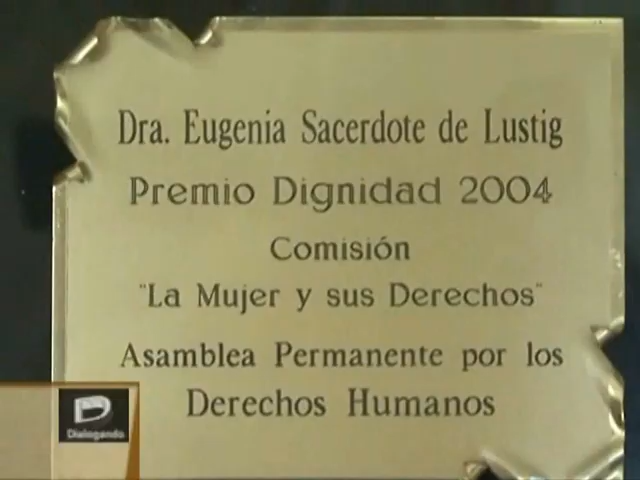 Dra. Eugenia Sacerdote de Lustig
Premio Dignidad 2004
Comisión
"La Mujer y sus Derechos"
Asamblea Permanente por los
Derechos Humanos
D
Dialogando